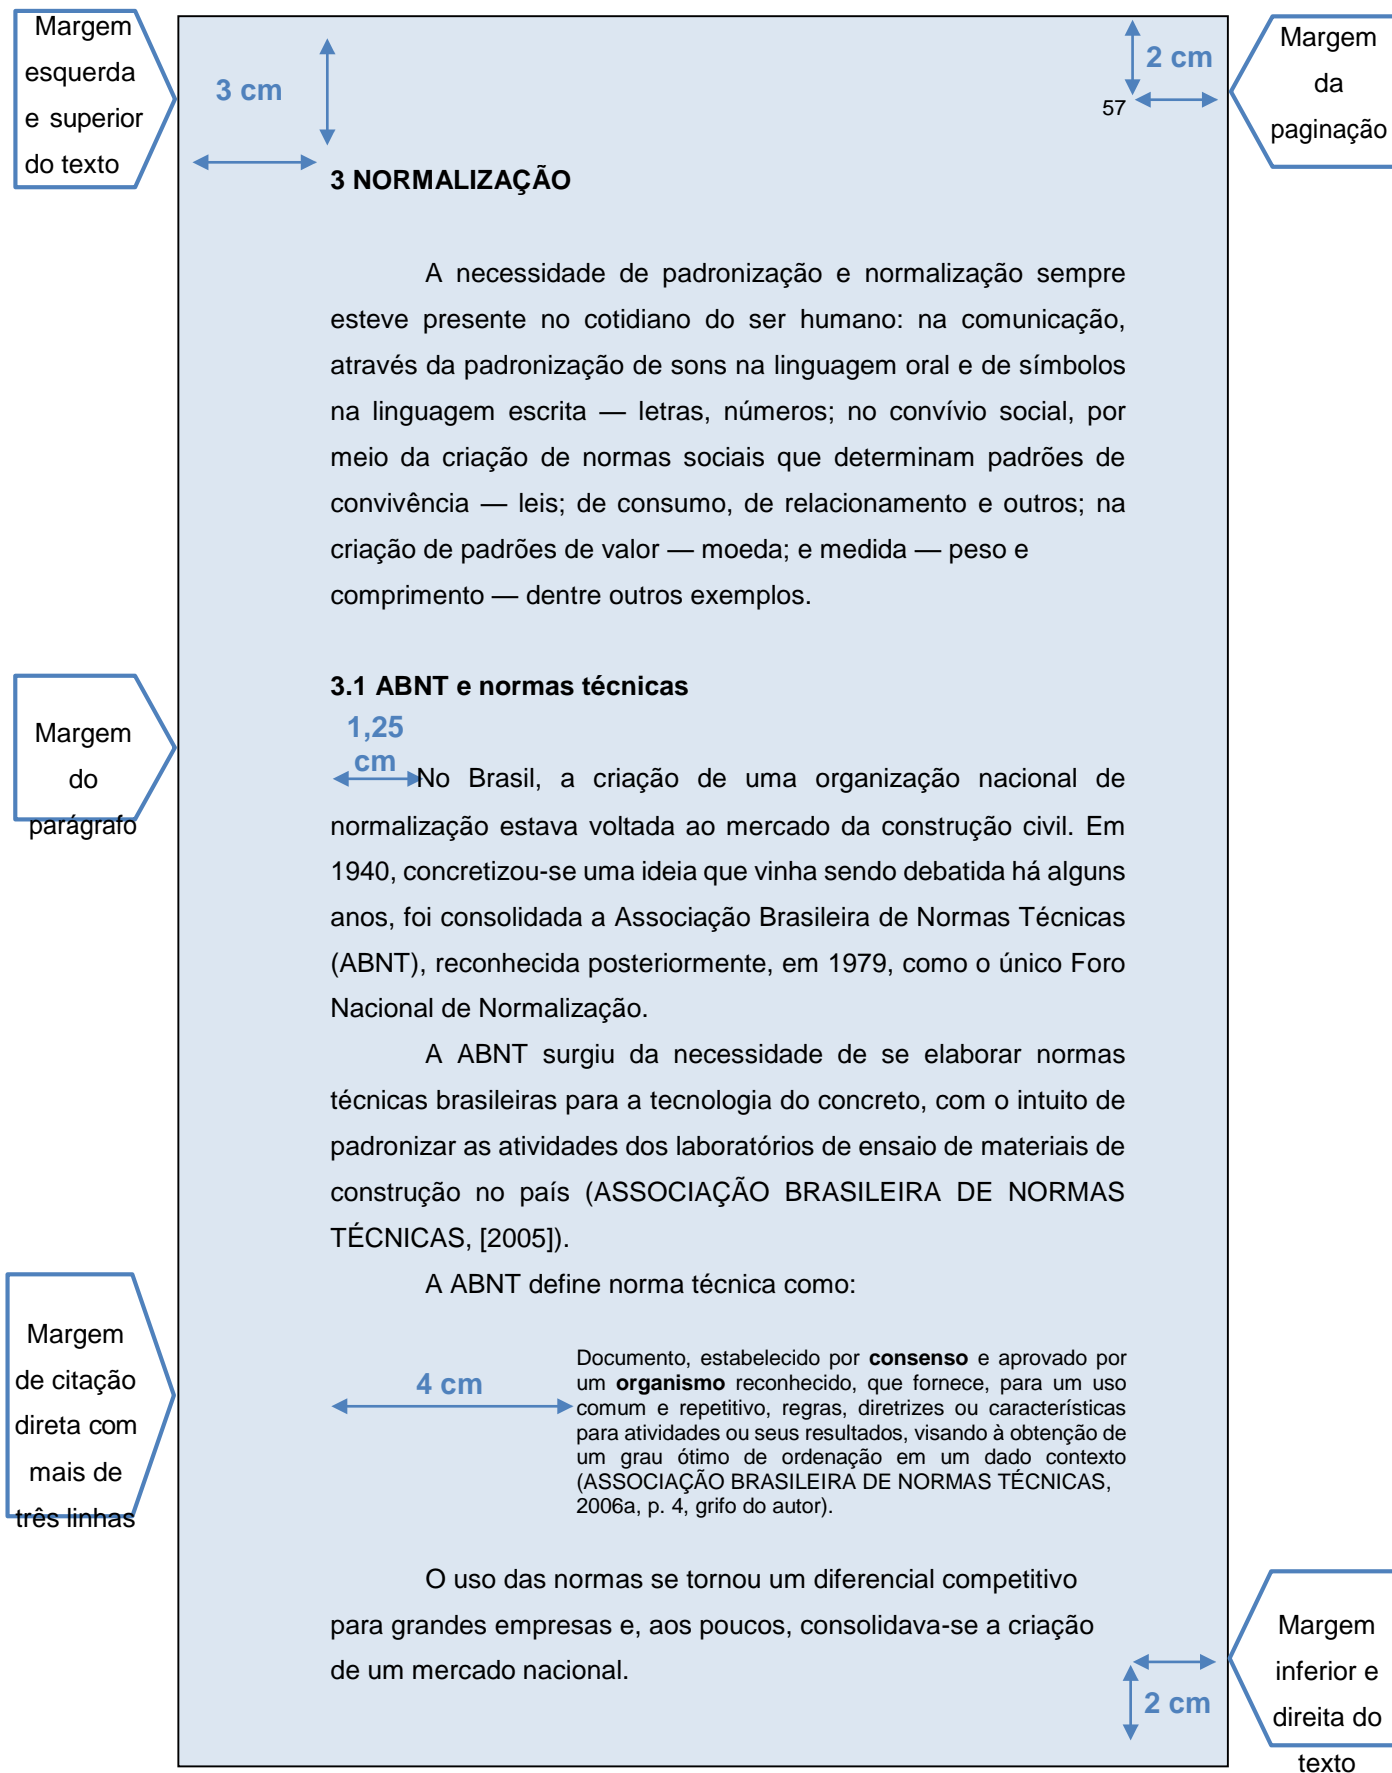 Margem
esquerda
e superior
do texto
3 cm
2 cm
57
Margem
da
paginação
3 NORMALIZAÇÃO
A necessidade de padronização e normalização sempre
esteve presente no cotidiano do ser humano: na comunicação,
através da padronização de sons na linguagem oral e de símbolos
na linguagem escrita — letras, números; no convívio social, por
meio da criação de normas sociais que determinam padrões de
convivência — leis; de consumo, de relacionamento e outros; na
criação de padrões de valor — moeda; e medida — peso e
comprimento — dentre outros exemplos.
3.1 ABNT e normas técnicas
Margem
do
parágrafo
1,25
cm
No Brasil, a criação de uma organização nacional de
normalização estava voltada ao mercado da construção civil. Em
1940, concretizou-se uma ideia que vinha sendo debatida há alguns
anos, foi consolidada a Associação Brasileira de Normas Técnicas
(ABNT), reconhecida posteriormente, em 1979, como o único Foro
Nacional de Normalização.
A ABNT surgiu da necessidade de se elaborar normas
técnicas brasileiras para a tecnologia do concreto, com o intuito de
padronizar as atividades dos laboratórios de ensaio de materiais de
construção no país (ASSOCIAÇÃO BRASILEIRA DE NORMAS
TÉCNICAS, [2005]).
A ABNT define norma técnica como:
Margem
de citação
direta com
mais de
três linhas
4 cm
Documento, estabelecido por consenso e aprovado por
um organismo reconhecido, que fornece, para um uso
comum e repetitivo, regras, diretrizes ou características
para atividades ou seus resultados, visando à obtenção de
um grau ótimo de ordenação em um dado contexto
(ASSOCIAÇÃO BRASILEIRA DE NORMAS TÉCNICAS,
2006a, p. 4, grifo do autor).
O uso das normas se tornou um diferencial competitivo
para grandes empresas e, aos poucos, consolidava-se a criação
de um mercado nacional.
2 cm
Margem
inferior e
direita do
texto